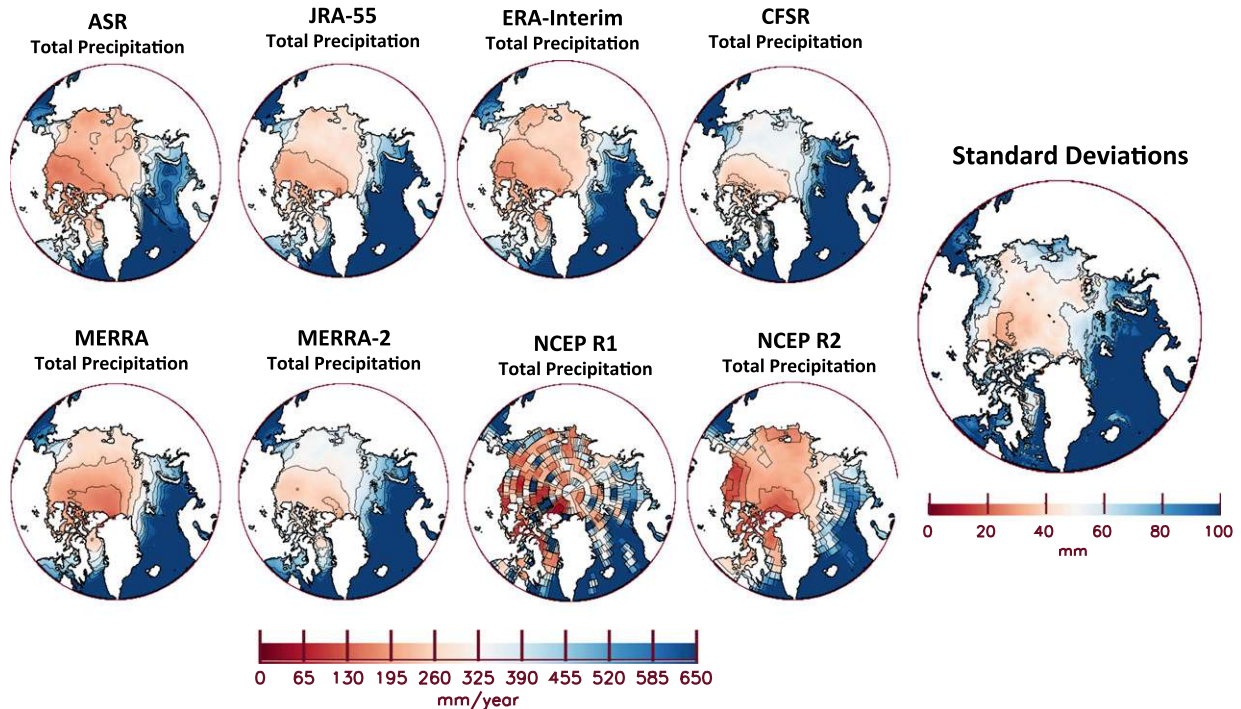 ASR
Total Precipitation
JRA-55
Total Precipitation
ERA-Interim
Total Precipitation
CFSR
Total Precipitation
Standard Deviations
MERRA
Total Precipitation
MERRA-2
Total Precipitation
NCEP R1
Total Precipitation
NCEP R2
Total Precipitation
0 20 40 60 80 100
mm
0 65 130 195 260 325 390 455 520 585 650
mm/year